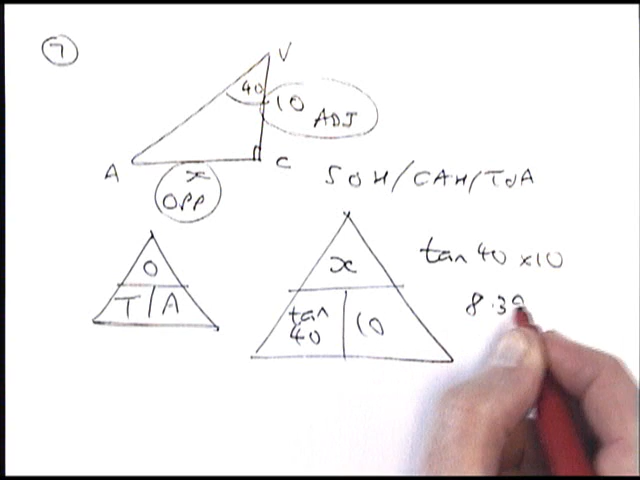 7
V
40
10
ADJ
A
x
C
OPP
SOH/CAH/TOA
O
T | A
x
tan 40 | 10
tan 40 x10
8.39